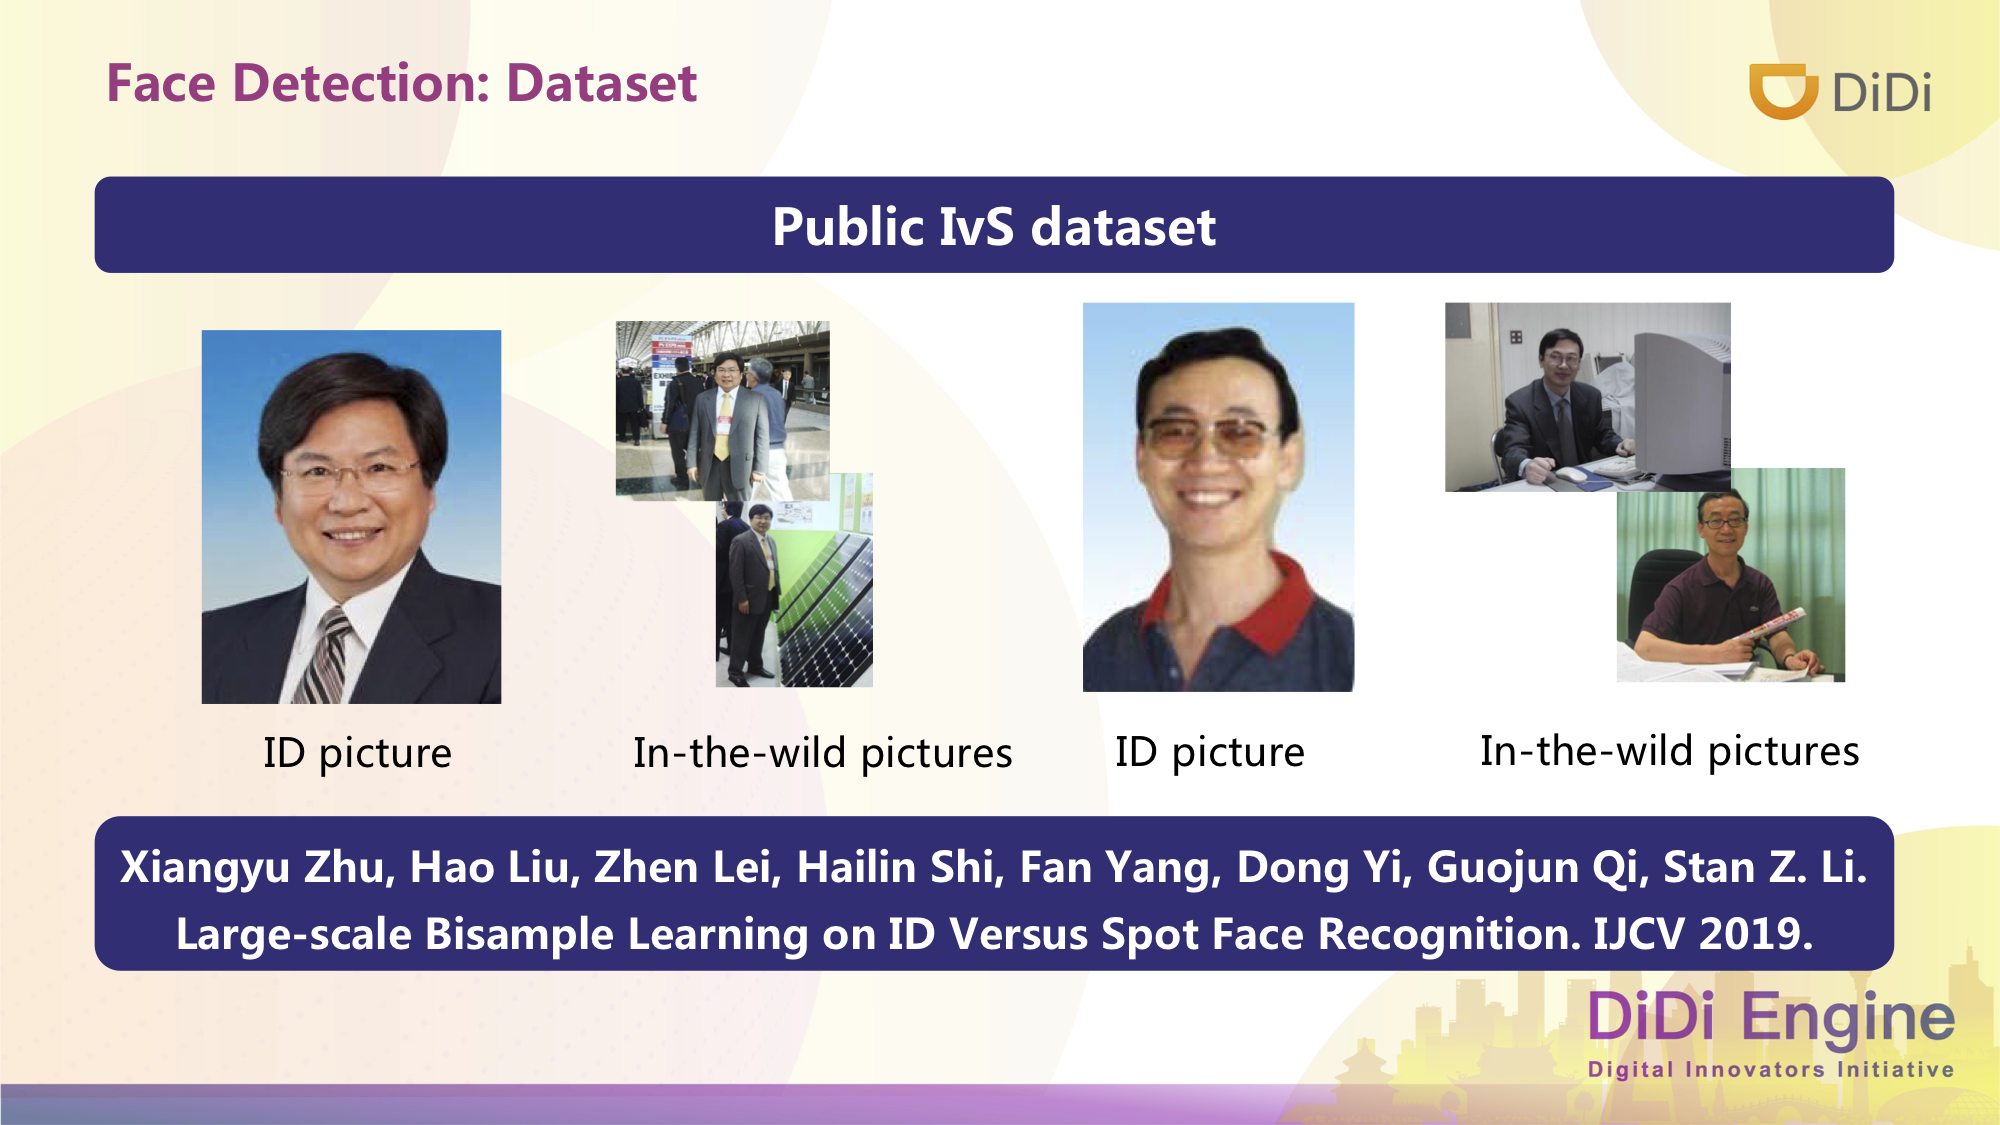 Face Detection: Dataset
DiDi
Public IvS dataset
ID picture
In-the-wild pictures
ID picture
In-the-wild pictures
Xiangyu Zhu, Hao Liu, Zhen Lei, Hailin Shi, Fan Yang, Dong Yi, Guojun Qi, Stan Z. Li.
Large-scale Bisample Learning on ID Versus Spot Face Recognition. IJCV 2019.
DiDi Engine
Digital Innovators Initiative